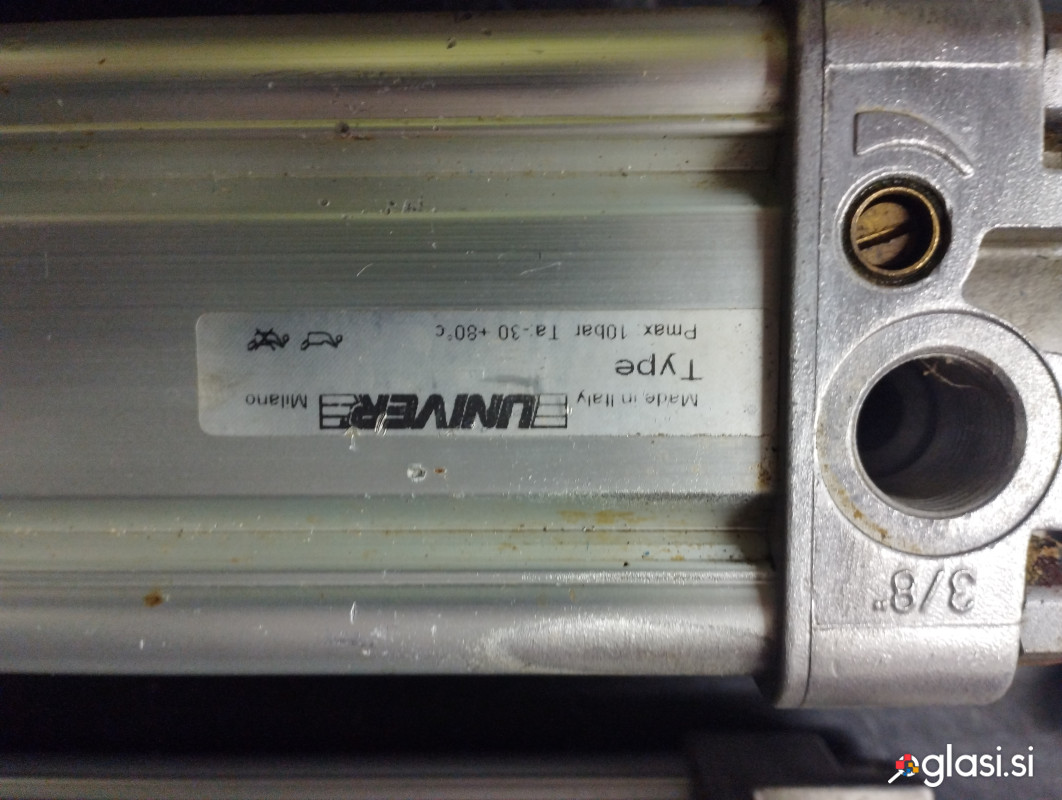 Made in Italy UNIVER Milano
Type
Pmax. 10bar Ta-30 +80°c
3/8"
oglasi.si